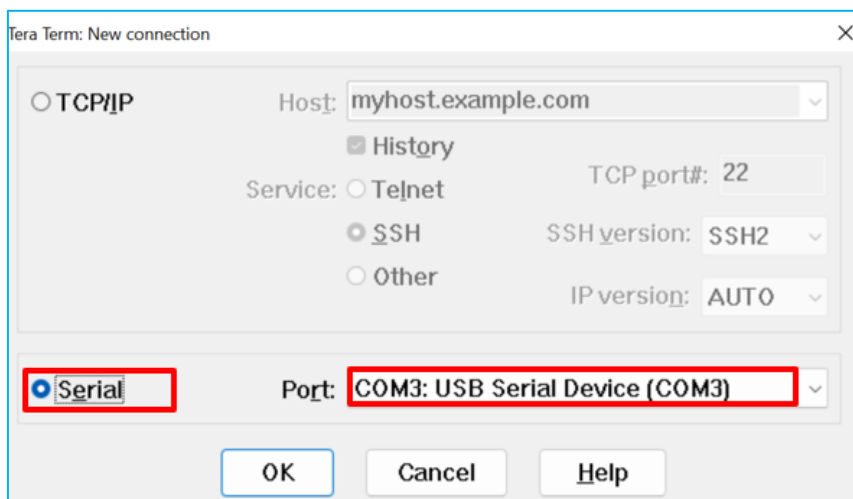 Tera Term: New connection
TCP/IP Host: myhost.example.com
History
Service: Telnet TCP port#: 22
SSH SSH version: SSH2
Other IP version: AUTO
Serial Port: COM3: USB Serial Device (COM3)
OK Cancel Help